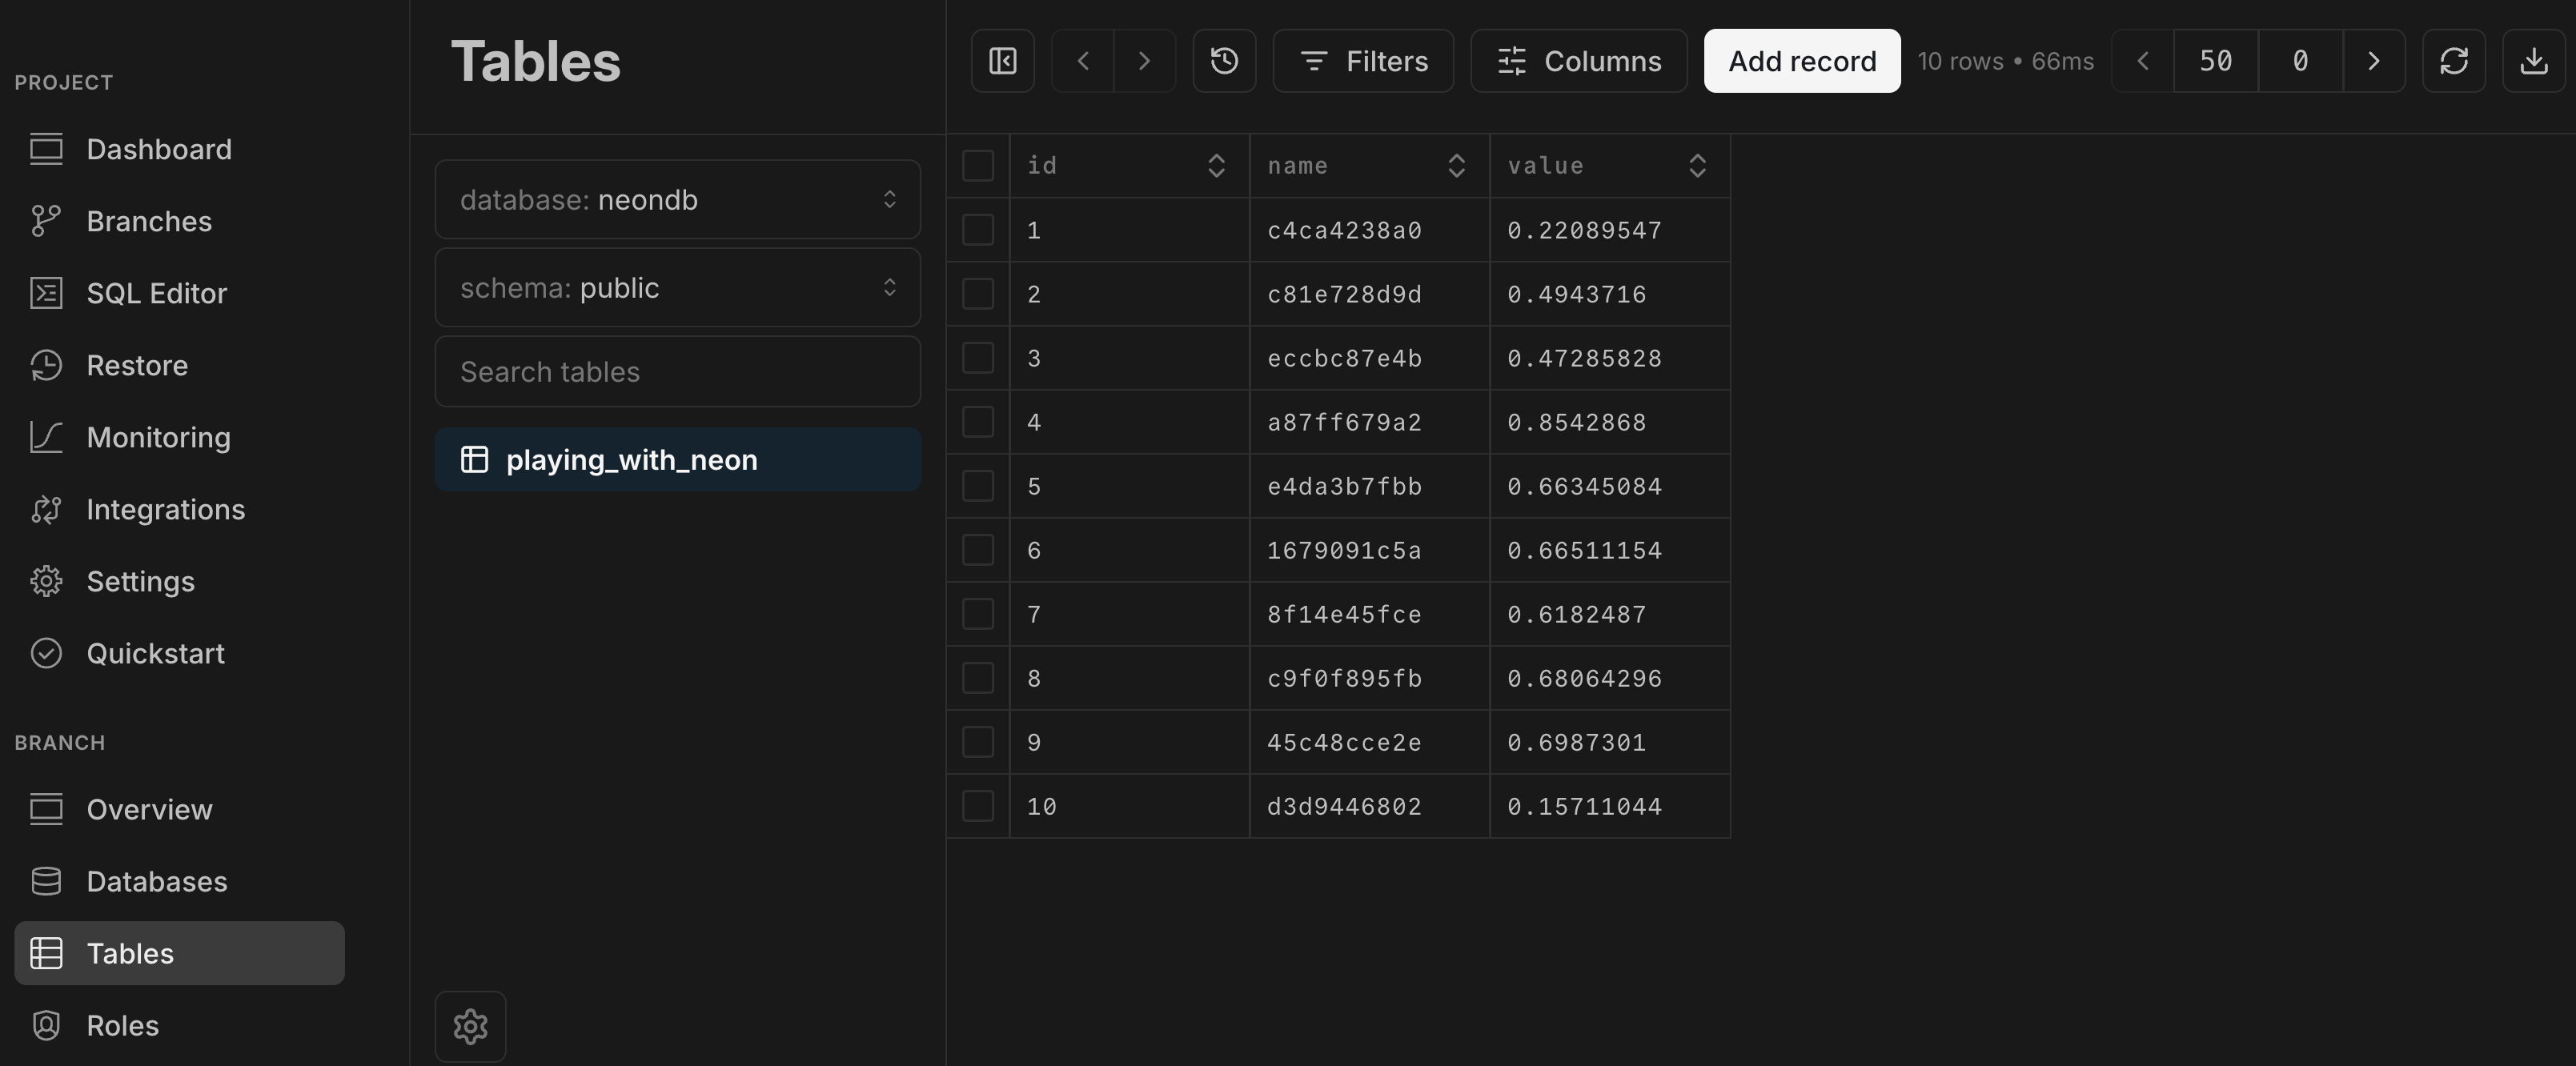 PROJECT
Dashboard
Branches
SQL Editor
Restore
Monitoring
Integrations
Settings
Quickstart
BRANCH
Overview
Databases
Tables
Roles
Tables
database: neondb
schema: public
Search tables
playing_with_neon
Filters Columns Add record 10 rows • 66ms 50 0
id name value
1 c4ca4238a0 0.22089547
2 c81e728d9d 0.4943716
3 eccbc87e4b 0.47285828
4 a87ff679a2 0.8542868
5 e4da3b7fbb 0.66345084
6 1679091c5a 0.66511154
7 8f14e45fce 0.6182487
8 c9f0f895fb 0.68064296
9 45c48cce2e 0.6987301
10 d3d9446802 0.15711044